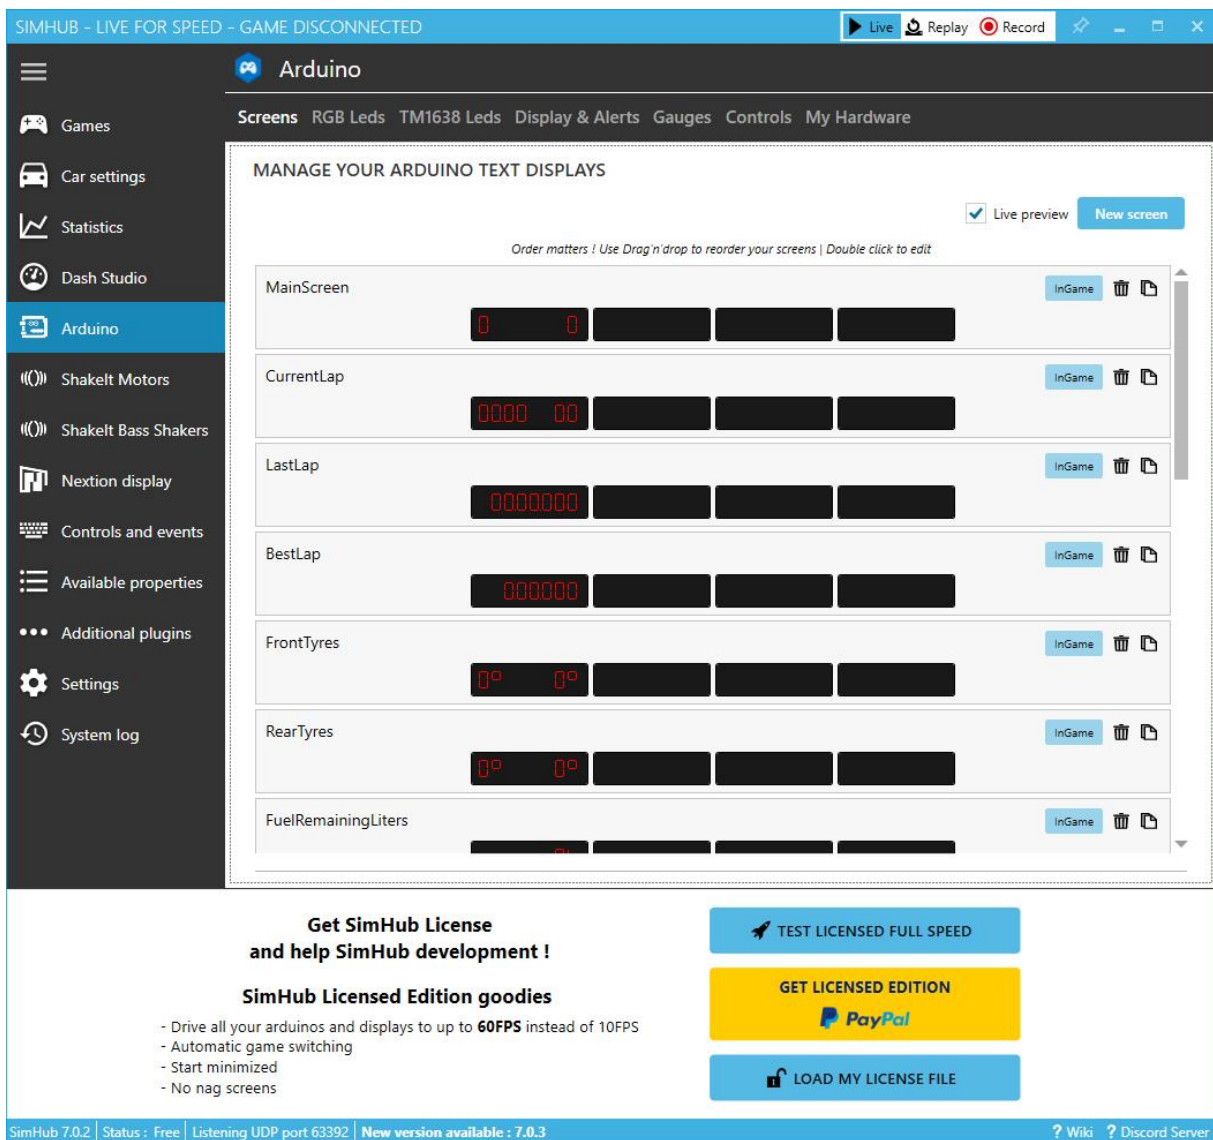 SIMHUB - LIVE FOR SPEED - GAME DISCONNECTED
Live Replay Record
Arduino
Screens RGB Leds TM1638 Leds Display & Alerts Gauges Controls My Hardware
Games
Car settings
Statistics
Dash Studio
Arduino
ShakeIt Motors
ShakeIt Bass Shakers
Nextion display
Controls and events
Available properties
Additional plugins
Settings
System log
MANAGE YOUR ARDUINO TEXT DISPLAYS
Live preview New screen
Order matters ! Use Drag'n'drop to reorder your screens | Double click to edit
MainScreen InGame
0 0
CurrentLap InGame
00.00 0.0
LastLap InGame
BestLap InGame
FrontTyres InGame
0° 0°
RearTyres InGame
0° 0°
FuelRemainingLiters InGame
Get SimHub License
and help SimHub development !
SimHub Licensed Edition goodies
- Drive all your arduinos and displays to up to 60FPS instead of 10FPS
- Automatic game switching
- Start minimized
- No nag screens
TEST LICENSED FULL SPEED
GET LICENSED EDITION
PayPal
LOAD MY LICENSE FILE
SimHub 7.0.2 | Status : Free | Listening UDP port 63392 | New version available : 7.0.3 ? Wiki ? Discord Server